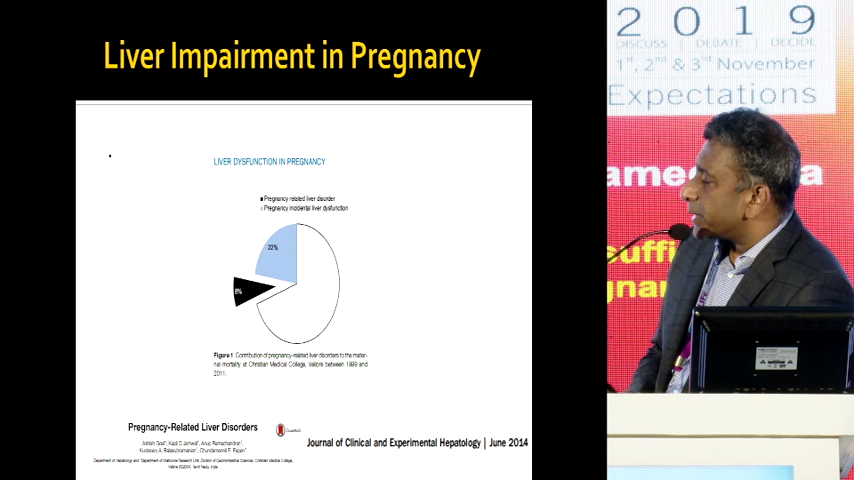 Liver Impairment in Pregnancy
LIVER DYSFUNCTION IN PREGNANCY
Pregnancy related liver disorder
Pregnancy incidental liver dysfunction
22%
8%
Figure 1 Contribution of pregnancy-related liver disorders to the mater-
nal mortality at Christian Medical College, Vellore between 1999 and
2011.
Pregnancy-Related Liver Disorders
Journal of Clinical and Experimental Hepatology | June 2014
2019
DISCUSS | DEBATE | DECIDE
1st, 2nd & 3rd November
Expectations